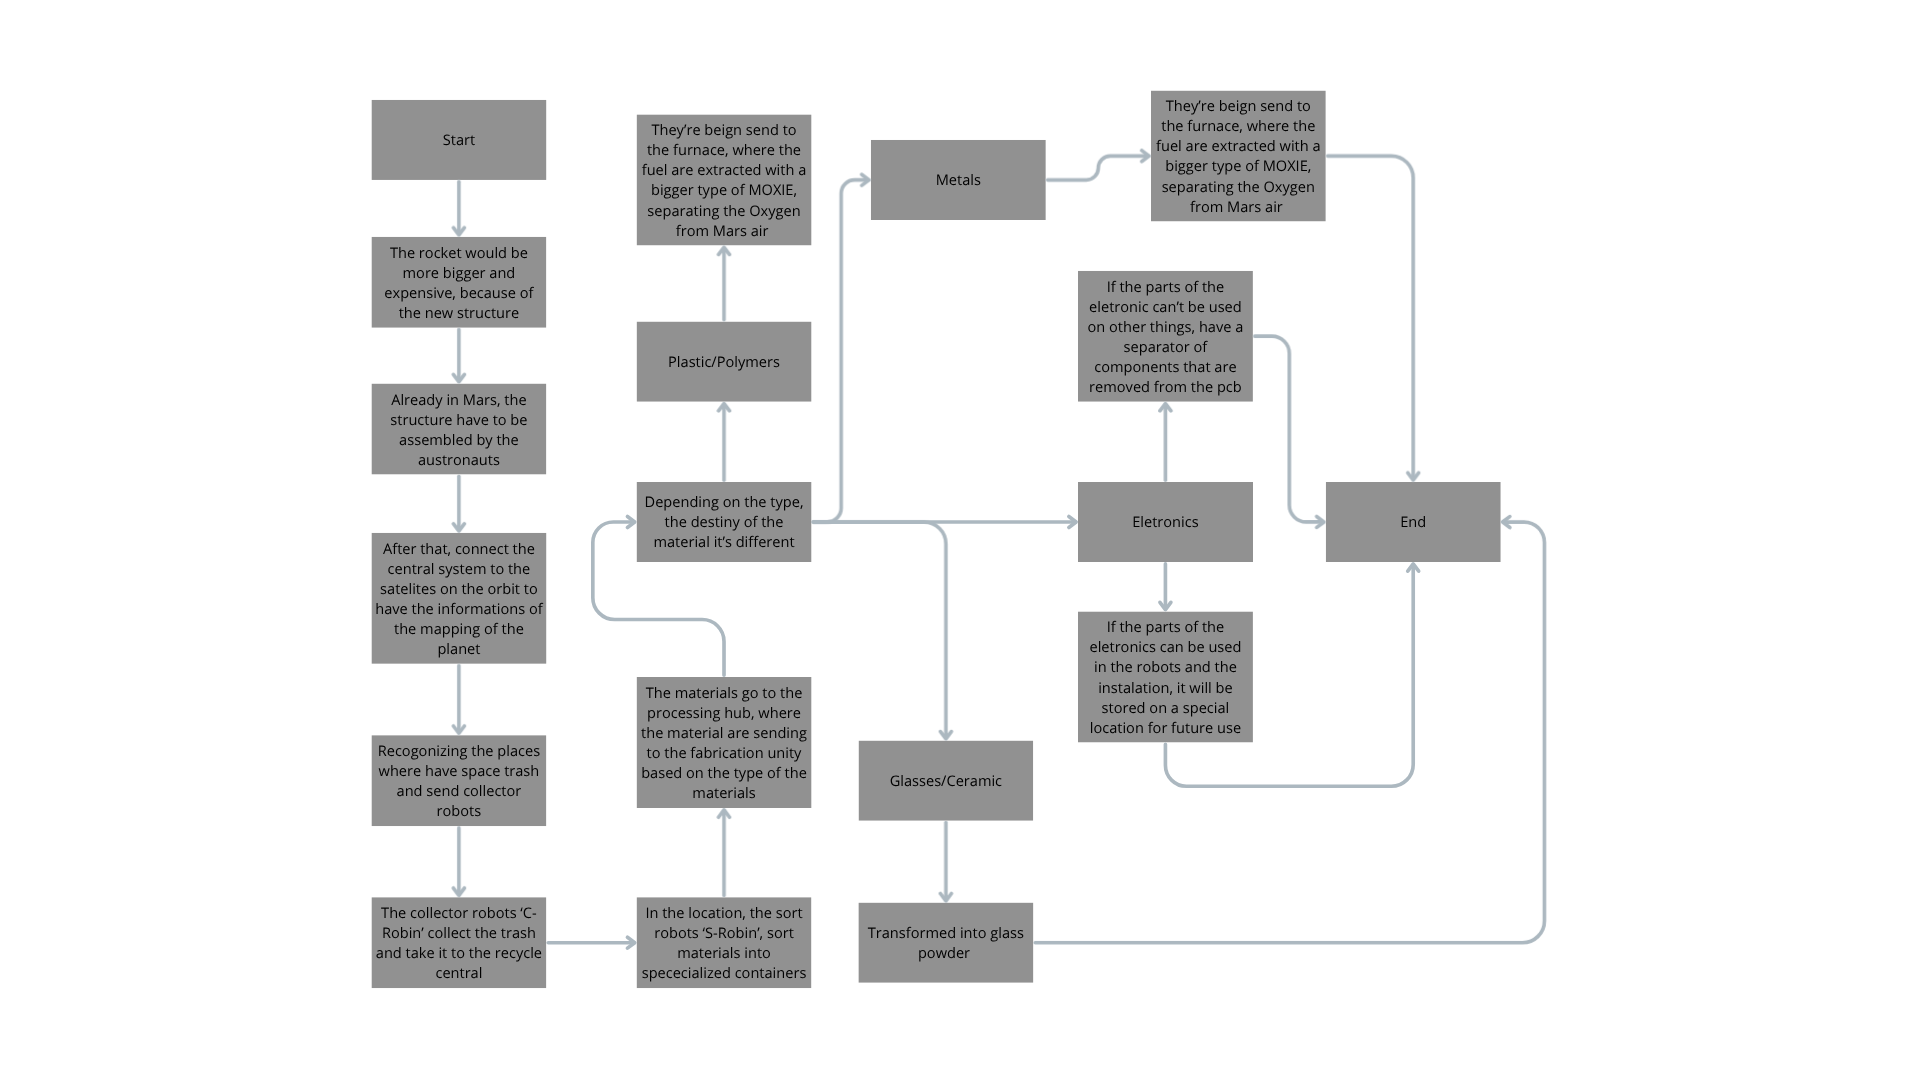 Start
The rocket would be
more bigger and
expensive, because of
the new structure
Already in Mars, the
structure have to be
assembled by the
austronauts
After that, connect the
central system to the
satelites on the orbit to
have the informations of
the mapping of the
planet
Recogonizing the places
where have space trash
and send collector
robots
The collector robots ‘C-
Robin’ collect the trash
and take it to the recycle
central
In the location, the sort
robots ‘S-Robin’, sort
materials into
spececialized containers
The materials go to the
processing hub, where
the material are sending
to the fabrication unity
based on the type of the
materials
Depending on the type,
the destiny of the
material it’s different
Plastic/Polymers
They’re beign send to
the furnace, where the
fuel are extracted with a
bigger type of MOXIE,
separating the Oxygen
from Mars air
Metals
They’re beign send to
the furnace, where the
fuel are extracted with a
bigger type of MOXIE,
separating the Oxygen
from Mars air
Eletronics
If the parts of the
eletronic can’t be used
on other things, have a
separator of
components that are
removed from the pcb
If the parts of the
eletronics can be used
in the robots and the
instalation, it will be
stored on a special
location for future use
Glasses/Ceramic
Transformed into glass
powder
End